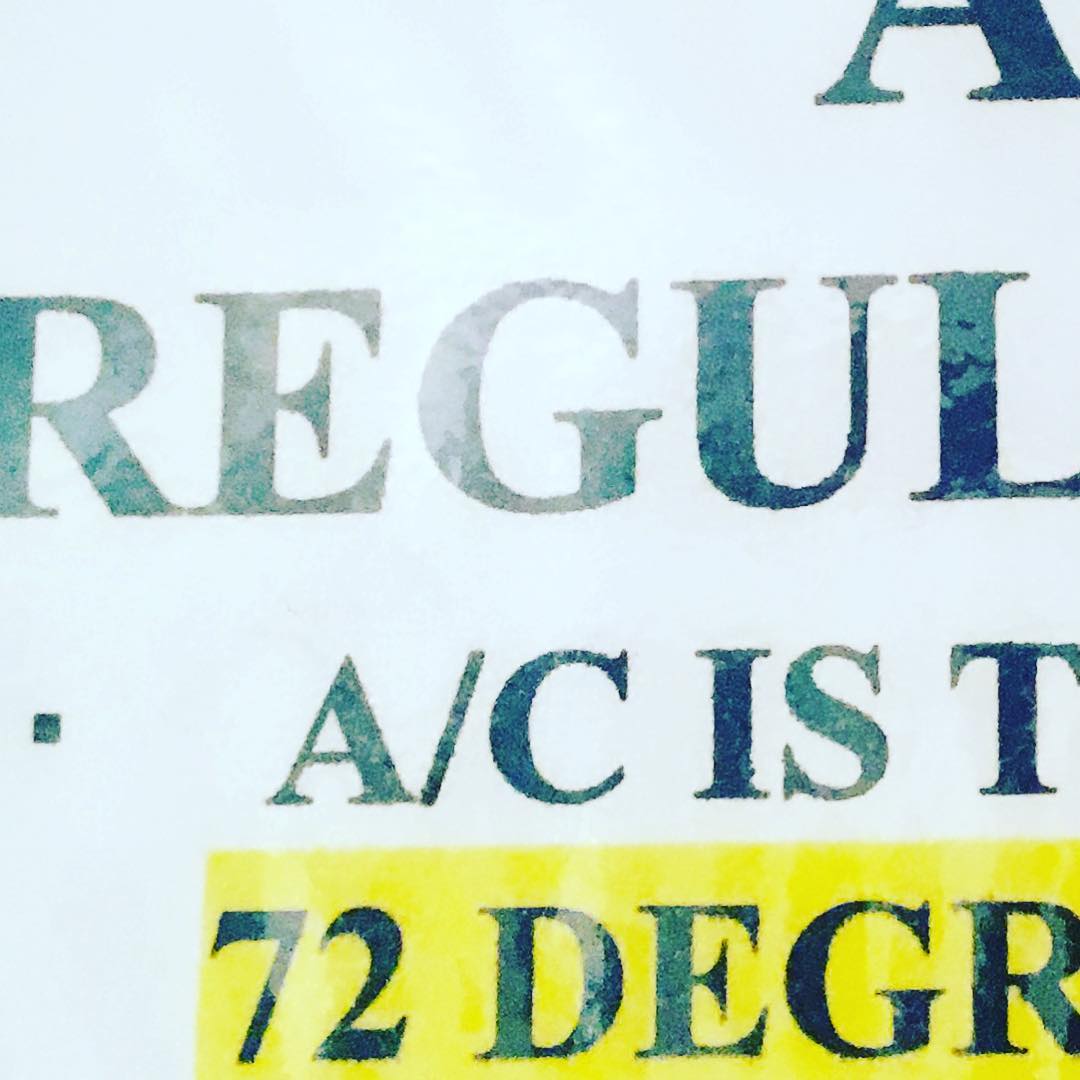 A
REGUL
A/C IS T
72 DEGR